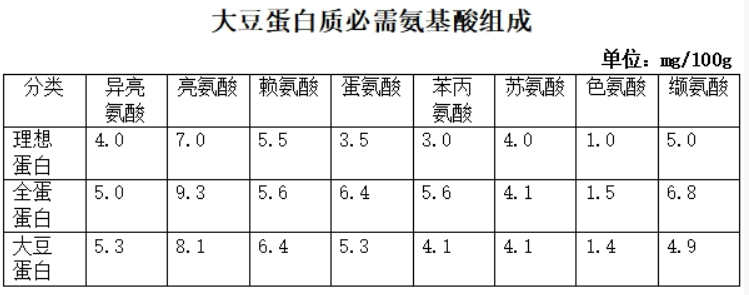 大豆蛋白质必需氨基酸组成
单位：mg/100g
分类 异亮氨酸 亮氨酸 赖氨酸 蛋氨酸 苯丙氨酸 苏氨酸 色氨酸 缬氨酸
理想蛋白 4.0 7.0 5.5 3.5 3.0 4.0 1.0 5.0
全蛋蛋白 5.0 9.3 5.6 6.4 5.6 4.1 1.5 6.8
大豆蛋白 5.3 8.1 6.4 5.3 4.1 4.1 1.4 4.9